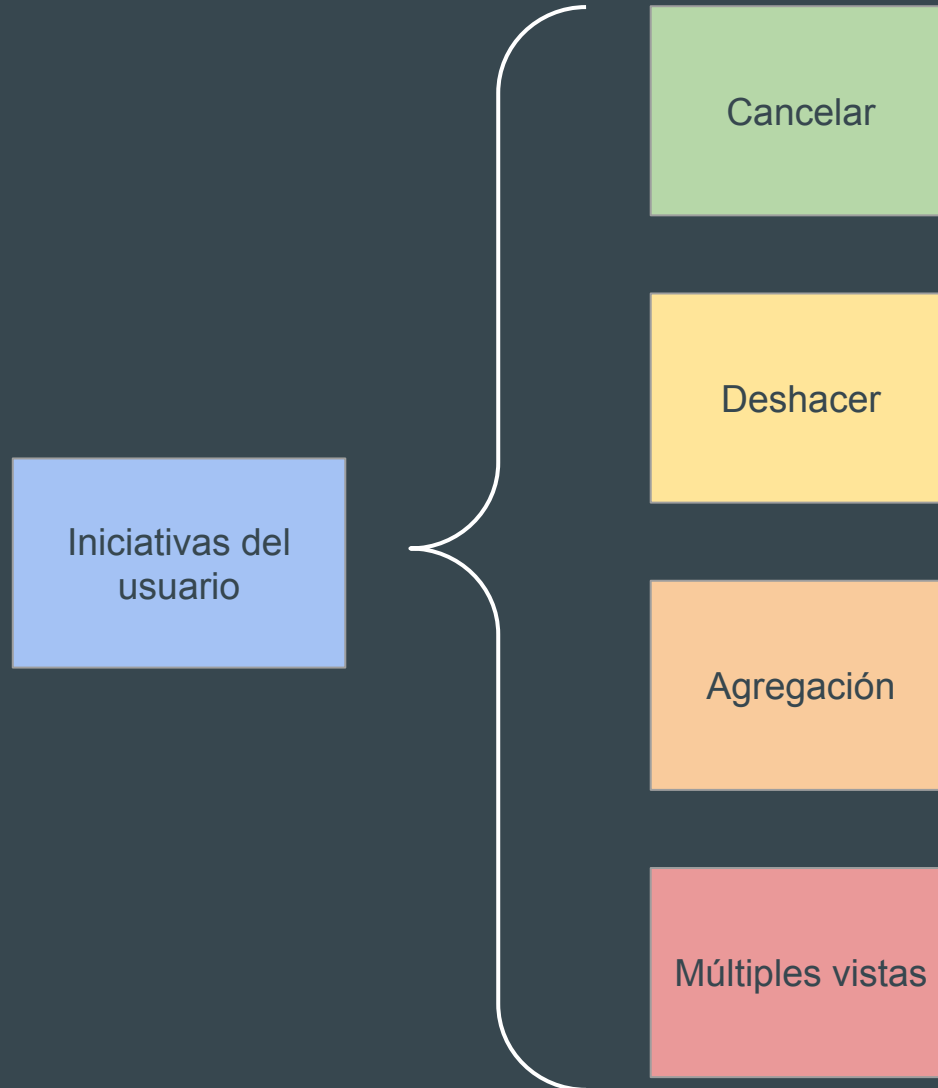 Cancelar
Deshacer
Iniciativas del
usuario
Agregación
Múltiples vistas